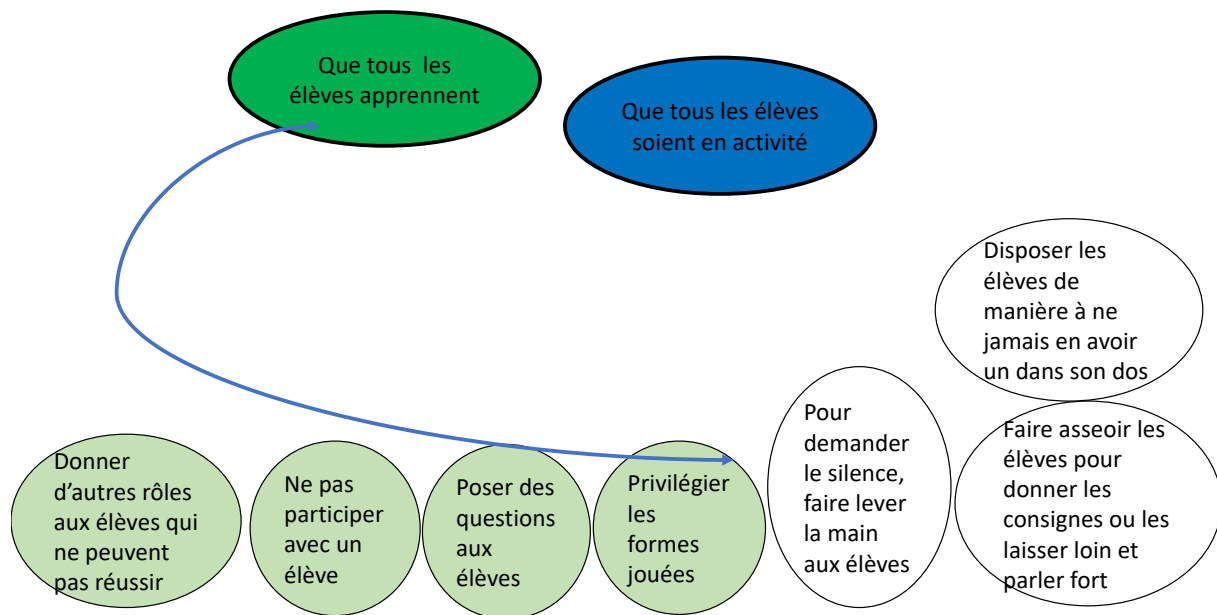 Que tous les
élèves apprennent
Que tous les élèves
soient en activité
Disposer les
élèves de
manière à ne
jamais en avoir
un dans son dos
Donner
d'autres rôles
aux élèves qui
ne peuvent
pas réussir
Ne pas
participer
avec un
élève
Poser des
questions
aux
élèves
Privilégier
les
formes
jouées
Pour
demander
le silence,
faire lever
la main
aux élèves
Faire asseoir les
élèves pour
donner les
consignes ou les
laisser loin et
parler fort